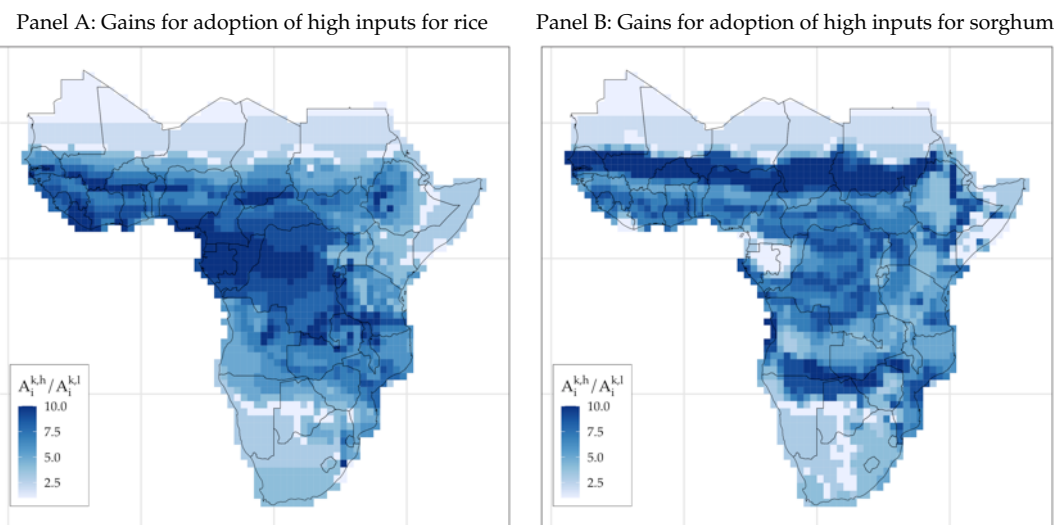 Panel A: Gains for adoption of high inputs for rice
Panel B: Gains for adoption of high inputs for sorghum
A_i^{k,h}/A_i^{k,l}
10.0
7.5
5.0
2.5
A_i^{k,h}/A_i^{k,l}
10.0
7.5
5.0
2.5